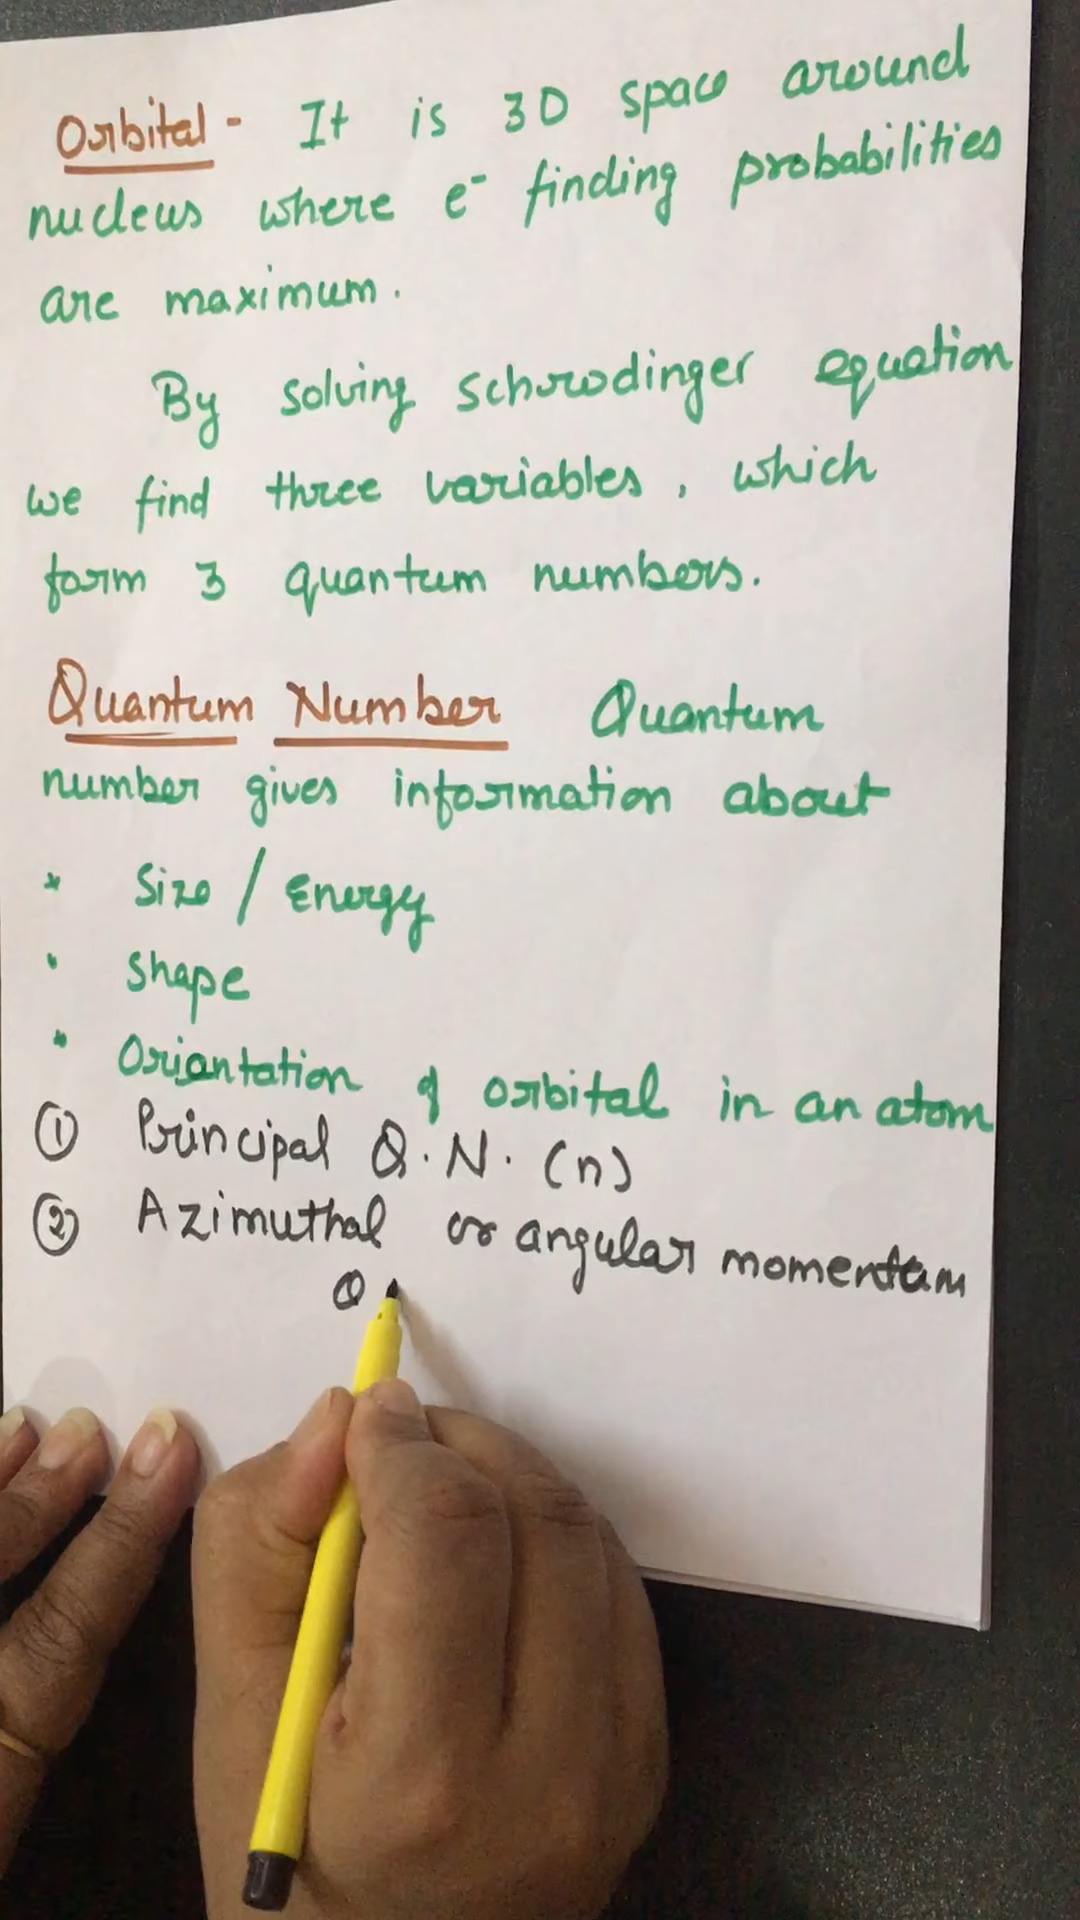 Orbital - It is 3D space around
nucleus where e⁻ finding probabilities
are maximum.
By solving schrodinger equation
we find three variables, which
form 3 quantum numbers.
Quantum Number Quantum
number gives information about
* Size / Energy
* Shape
* Oriantation of orbital in an atom
① Principal Q.N. (n)
② Azimuthal or angular momentum
Q